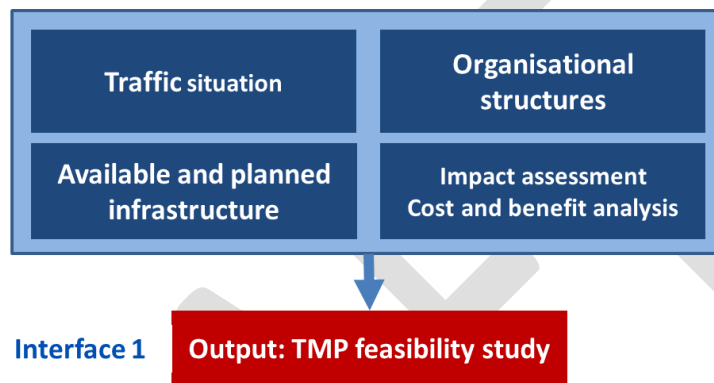 Traffic situation
Organisational
structures
Available and planned
infrastructure
Impact assessment
Cost and benefit analysis
Interface 1
Output: TMP feasibility study